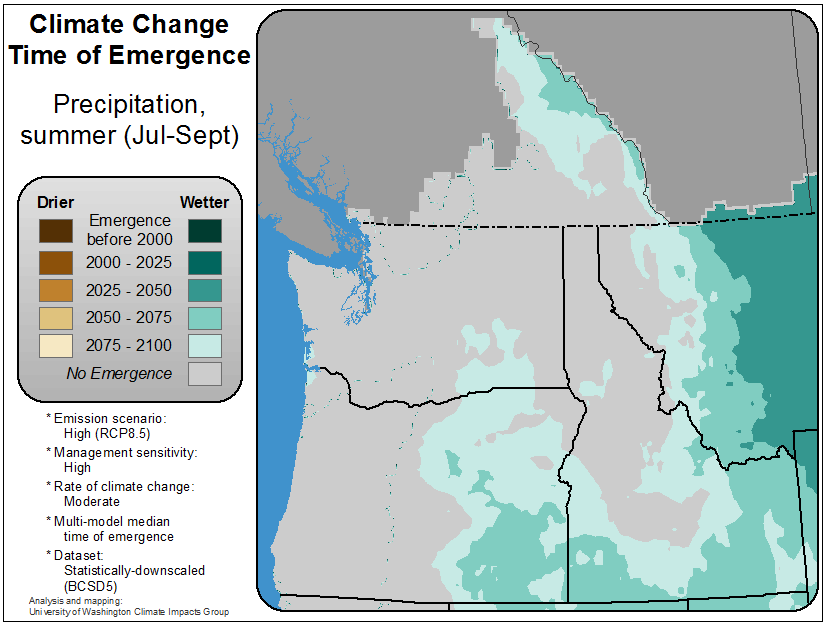 Climate Change
Time of Emergence
Precipitation,
summer (Jul-Sept)
Drier
Wetter
Emergence
before 2000
2000 - 2025
2025 - 2050
2050 - 2075
2075 - 2100
No Emergence
* Emission scenario:
High (RCP8.5)
* Management sensitivity:
High
* Rate of climate change:
Moderate
* Multi-model median
time of emergence
* Dataset:
Statistically-downscaled
(BCSD5)
Analysis and mapping:
University of Washington Climate Impacts Group